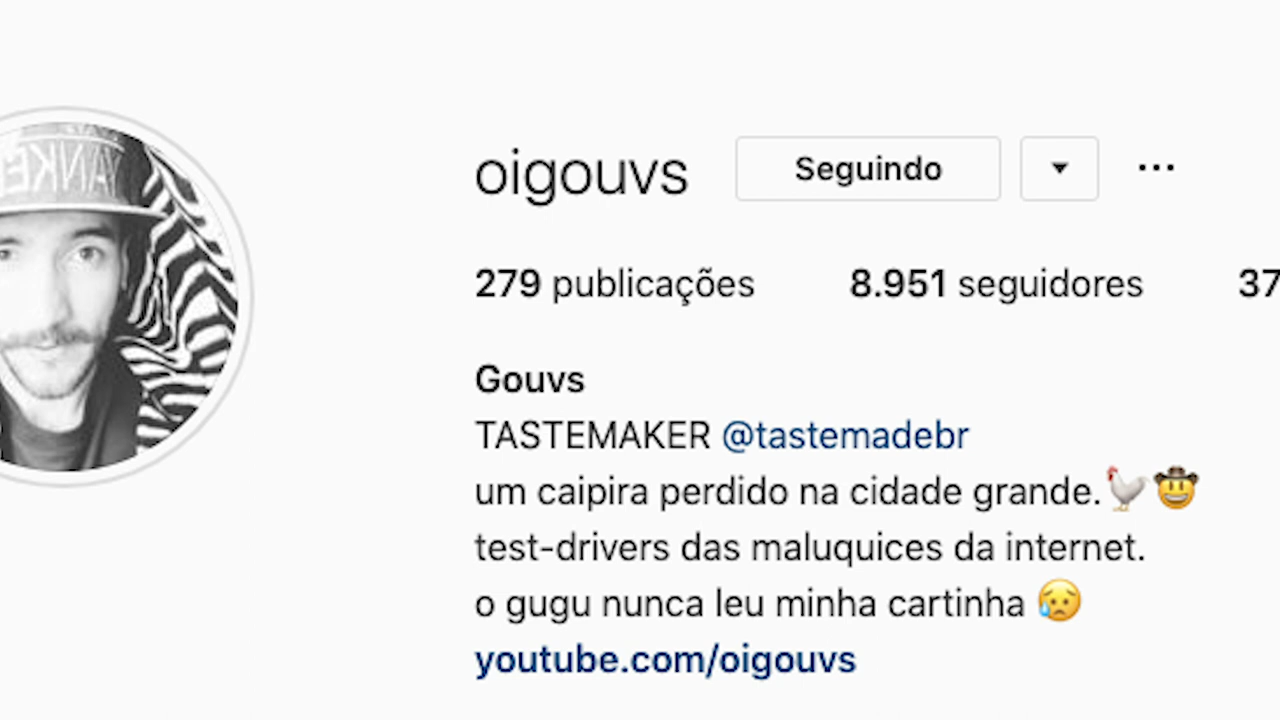 oigouvs Seguindo ▼ ...
279 publicações 8.951 seguidores 37
Gouvs
TASTEMAKER @tastemadebr
um caipira perdido na cidade grande.🐓🤠
test-drivers das maluquices da internet.
o gugu nunca leu minha cartinha 😥
youtube.com/oigouvs